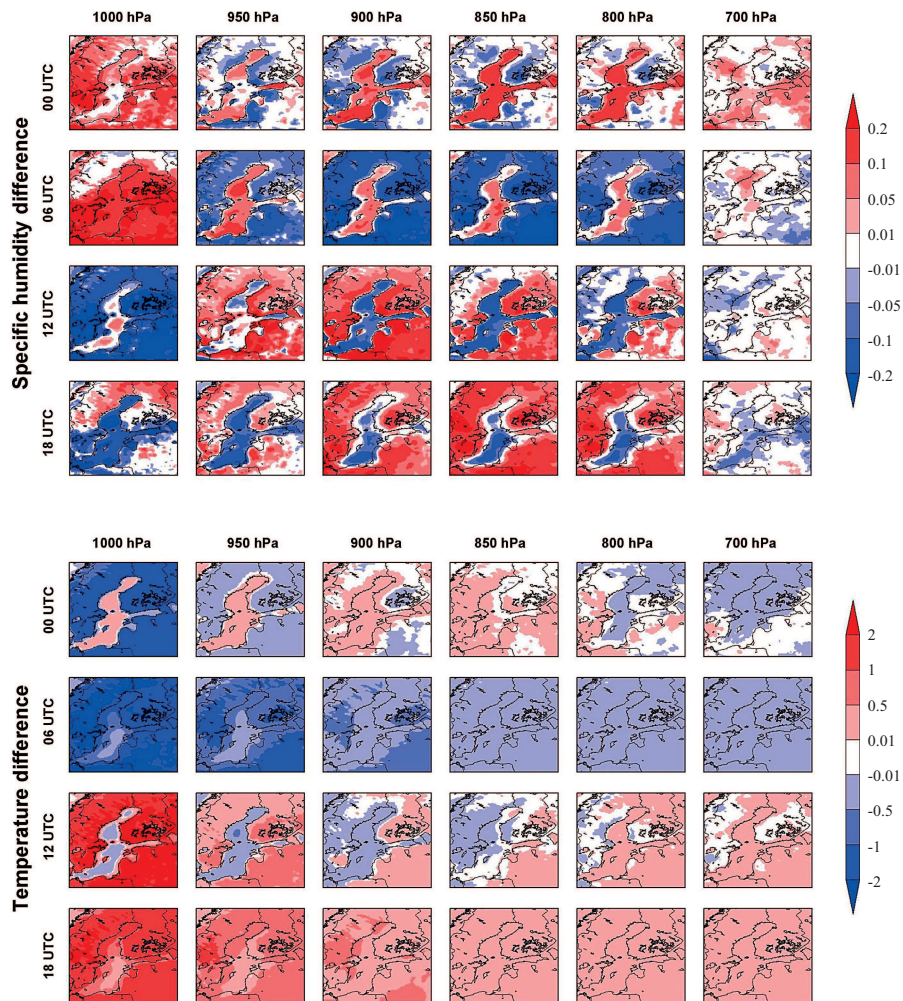 1000 hPa 950 hPa 900 hPa 850 hPa 800 hPa 700 hPa
Specific humidity difference
00 UTC
06 UTC
12 UTC
18 UTC
0.2
0.1
0.05
0.01
-0.01
-0.05
-0.1
-0.2
1000 hPa 950 hPa 900 hPa 850 hPa 800 hPa 700 hPa
Temperature difference
00 UTC
06 UTC
12 UTC
18 UTC
2
1
0.5
0.01
-0.01
-0.5
-1
-2